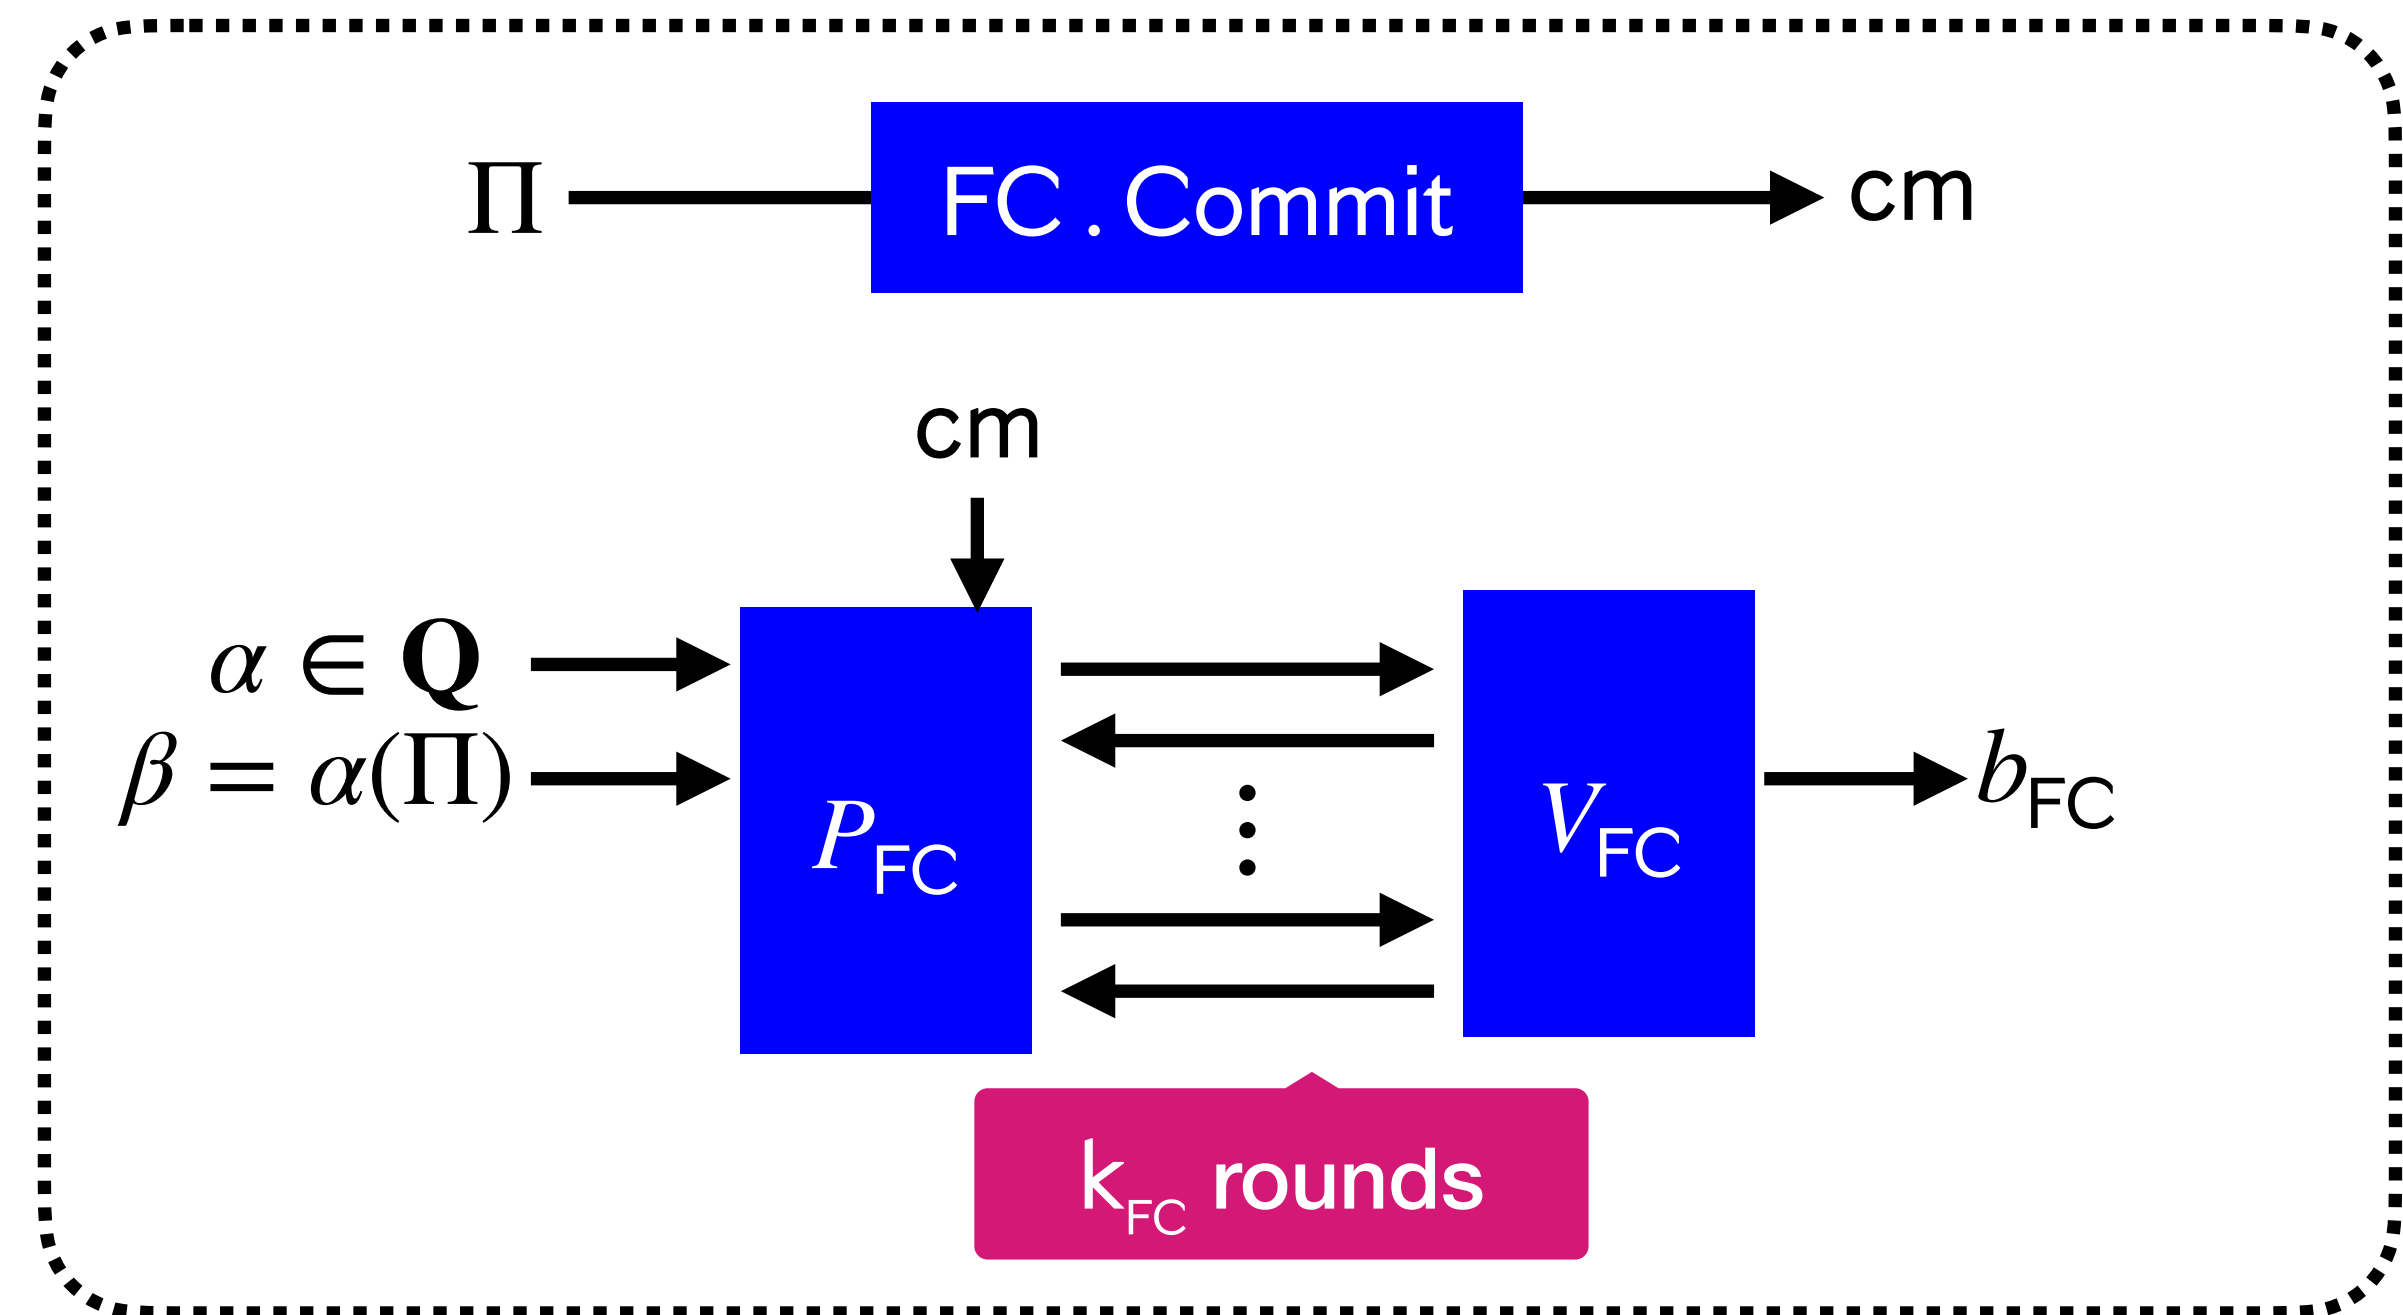 Π FC . Commit cm
cm
α ∈ Q
β = α(Π)
P_FC
V_FC
b_FC
k_FC rounds